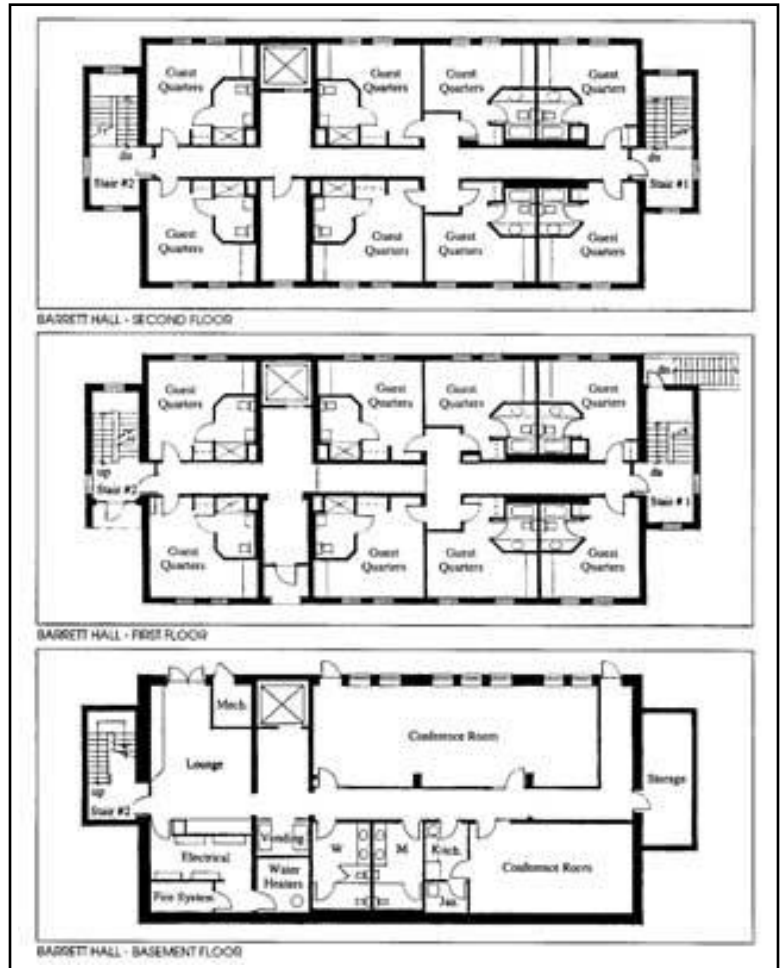 Guest
Quarters
Guest
Quarters
Guest
Quarters
Guest
Quarters
dn
Stair #2
dn
Stair #1
Guest
Quarters
Guest
Quarters
Guest
Quarters
Guest
Quarters
BARRETT HALL - SECOND FLOOR
dn
Guest
Quarters
Guest
Quarters
Guest
Quarters
Guest
Quarters
up
Stair #2
dn
Stair #1
Guest
Quarters
Guest
Quarters
Guest
Quarters
Guest
Quarters
BARRETT HALL - FIRST FLOOR
Mech.
Conference Room
Lounge
Storage
up
Stair #2
Vending
W
M
Kitch.
Electrical
Water
Heaters
Conference Room
Fire System
Jan.
BARRETT HALL - BASEMENT FLOOR